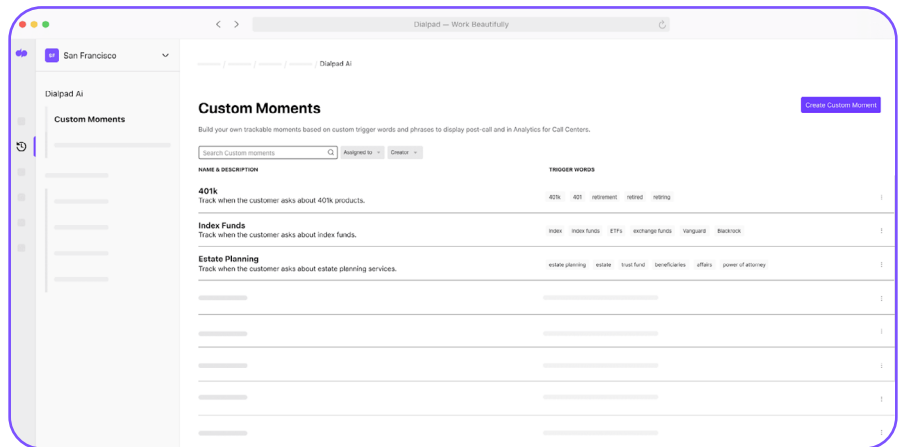 Dialpad — Work Beautifully
SF San Francisco
/ / / / Dialpad Ai
Dialpad Ai
Custom Moments
Custom Moments
Create Custom Moment
Build your own trackable moments based on custom trigger words and phrases to display post-call and in Analytics for Call Centers.
Search Custom moments Assigned to Creator
NAME & DESCRIPTION TRIGGER WORDS
401k
Track when the customer asks about 401k products.
401k 401 retirement retired retiring
Index Funds
Track when the customer asks about index funds.
index index funds ETFs exchange funds Vanguard Blackrock
Estate Planning
Track when the customer asks about estate planning services.
estate planning estate trust fund beneficiaries affairs power of attorney